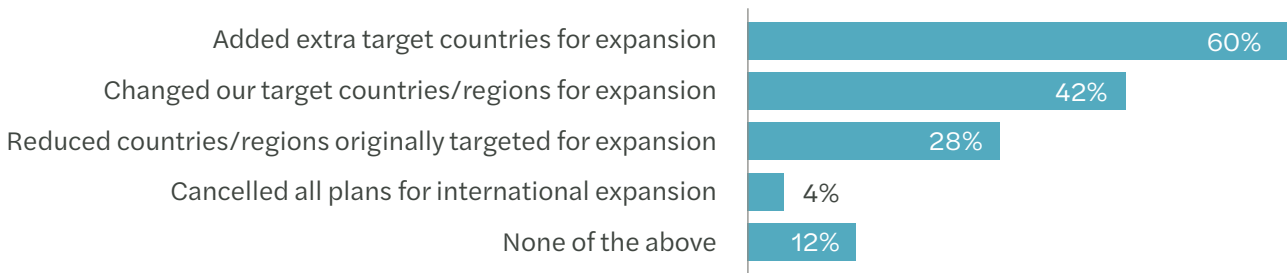 Added extra target countries for expansion 60%
Changed our target countries/regions for expansion 42%
Reduced countries/regions originally targeted for expansion 28%
Cancelled all plans for international expansion 4%
None of the above 12%